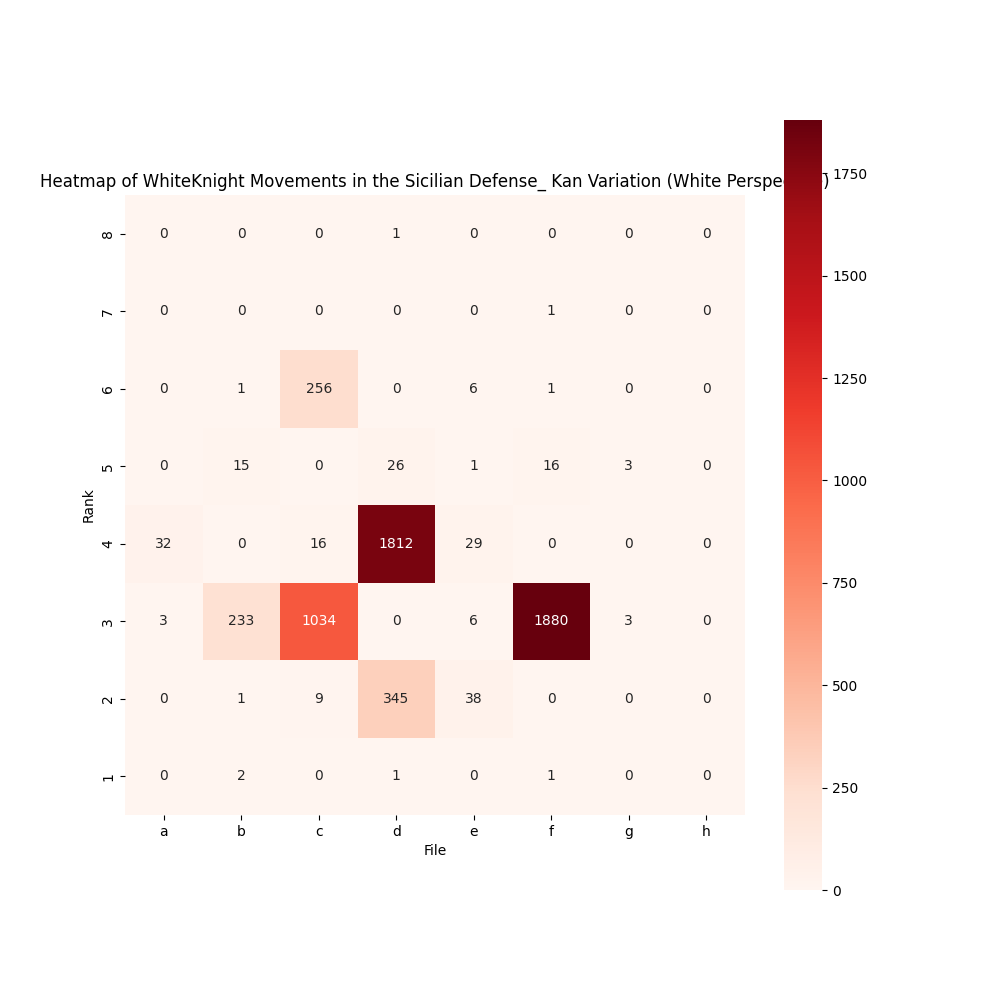 Heatmap of WhiteKnight Movements in the Sicilian Defense_ Kan Variation (White Perspe )
1750
8 0 0 0 1 0 0 0 0
1500
7 0 0 0 0 0 1 0 0
1250
6 0 1 256 0 6 1 0 0
5 0 15 0 26 1 16 3 0
1000
Rank
4 32 0 16 1812 29 0 0 0
750
3 3 233 1034 0 6 1880 3 0
500
2 0 1 9 345 38 0 0 0
250
1 0 2 0 1 0 1 0 0
a b c d e f g h
File
0